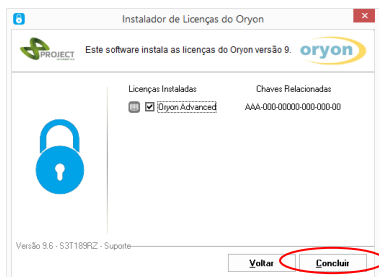 Instalador de Licenças do Oryon
SPROJECT
Este software instala as licenças do Oryon versão 9.
oryon
Licenças Instaladas
Chaves Relacionadas
Oryon Advanced
AAA-000-00000-000-000-00
Versão 9.6 - S3T189RZ - Suporte
Voltar
Concluir